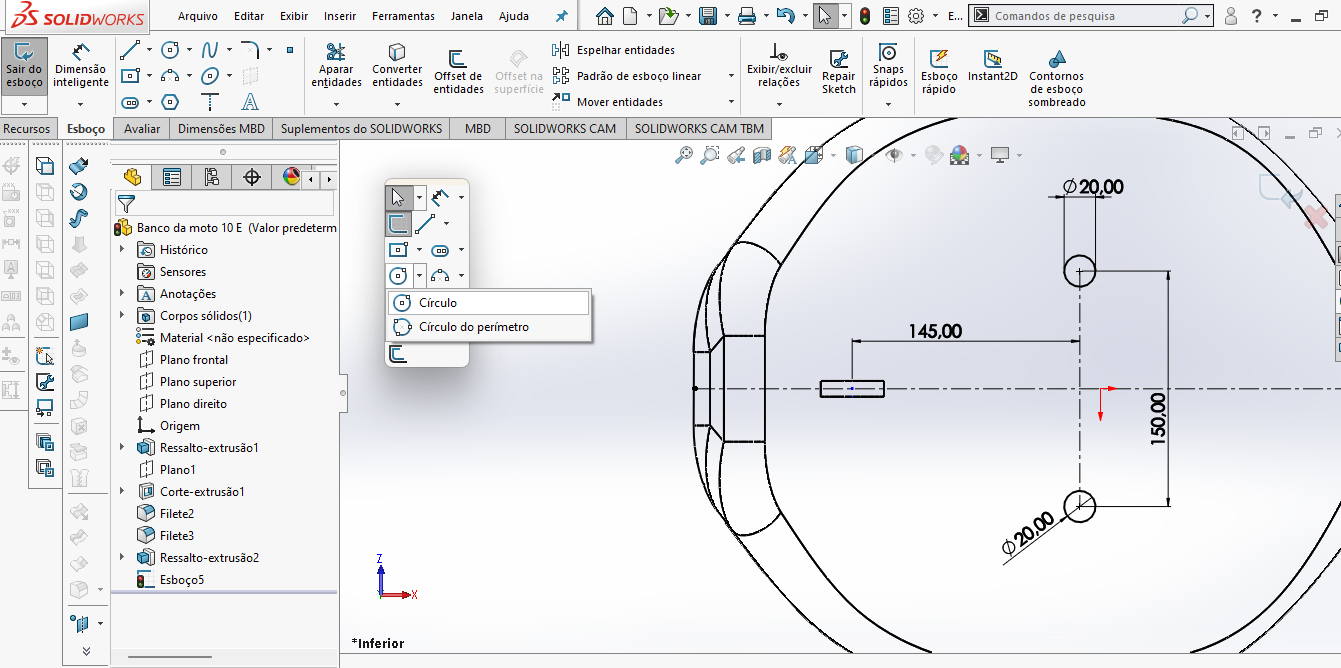 SOLIDWORKS
Arquivo Editar Exibir Inserir Ferramentas Janela Ajuda
E...
Comandos de pesquisa
?
Sair do esboço
Dimensão inteligente
Aparar entidades
Converter entidades
Offset de entidades
Offset na superfície
Espelhar entidades
Padrão de esboço linear
Mover entidades
Exibir/excluir relações
Repair Sketch
Snaps rápidos
Esboço rápido
Instant2D
Contornos de esboço sombreado
Recursos Esboço Avaliar Dimensões MBD Suplementos do SOLIDWORKS MBD SOLIDWORKS CAM SOLIDWORKS CAM TBM
Banco da moto 10 E (Valor predeterm
Histórico
Sensores
Anotações
Corpos sólidos(1)
Material <não especificado>
Plano frontal
Plano superior
Plano direito
Origem
Ressalto-extrusão1
Plano1
Corte-extrusão1
Filete2
Filete3
Ressalto-extrusão2
Esboço5
Círculo
Círculo do perímetro
Ø20,00
145,00
150,00
Ø20,00
Z
X
*Inferior